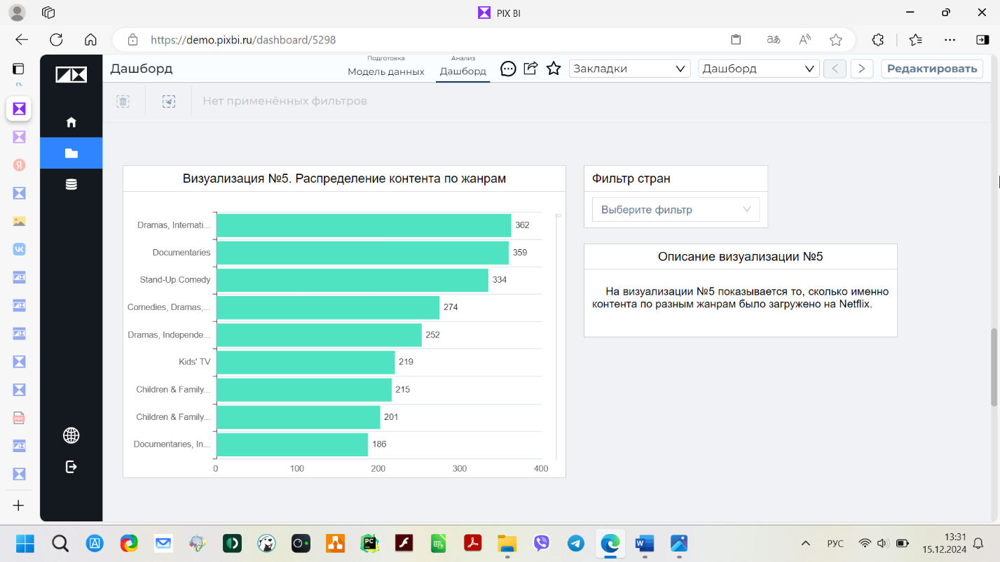 PIX BI
https://demo.pixbi.ru/dashboard/5298
Дашборд
Подготовка
Модель данных
Анализ
Дашборд
Закладки
Дашборд
Редактировать
Нет применённых фильтров
Визуализация №5. Распределение контента по жанрам
Dramas, Internati... 362
Documentaries 359
Stand-Up Comedy 334
Comedies, Dramas,... 274
Dramas, Independe... 252
Kids' TV 219
Children & Family... 215
Children & Family... 201
Documentaries, In... 186
0 100 200 300 400
Фильтр стран
Выберите фильтр
Описание визуализации №5
На визуализации №5 показывается то, сколько именно
контента по разным жанрам было загружено на Netflix.
РУС
13:31
15.12.2024